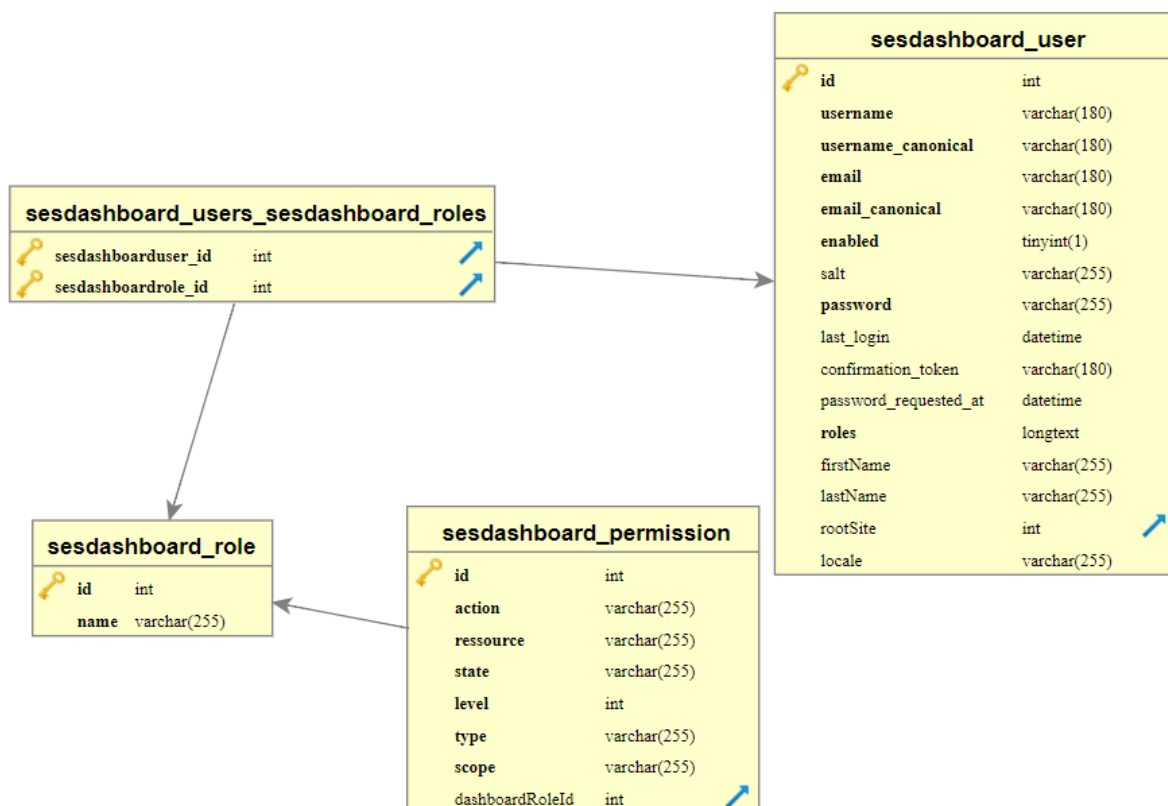 sesdashboard_user
id int
username varchar(180)
username_canonical varchar(180)
email varchar(180)
email_canonical varchar(180)
enabled tinyint(1)
salt varchar(255)
password varchar(255)
last_login datetime
confirmation_token varchar(180)
password_requested_at datetime
roles longtext
firstName varchar(255)
lastName varchar(255)
rootSite int
locale varchar(255)
sesdashboard_users_sesdashboard_roles
sesdashboarduser_id int
sesdashboardrole_id int
sesdashboard_role
id int
name varchar(255)
sesdashboard_permission
id int
action varchar(255)
ressource varchar(255)
state varchar(255)
level int
type varchar(255)
scope varchar(255)
dashboardRoleId int